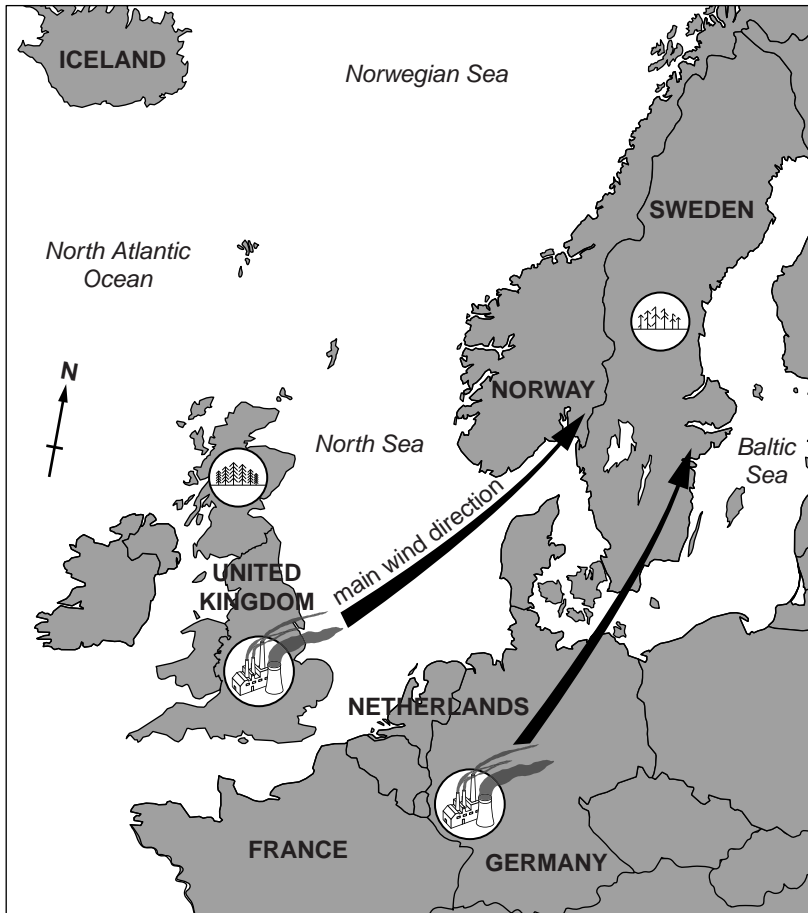 ICELAND
Norwegian Sea
SWEDEN
North Atlantic
Ocean
N
NORWAY
North Sea
Baltic
Sea
main wind direction
UNITED
KINGDOM
NETHERLANDS
FRANCE
GERMANY